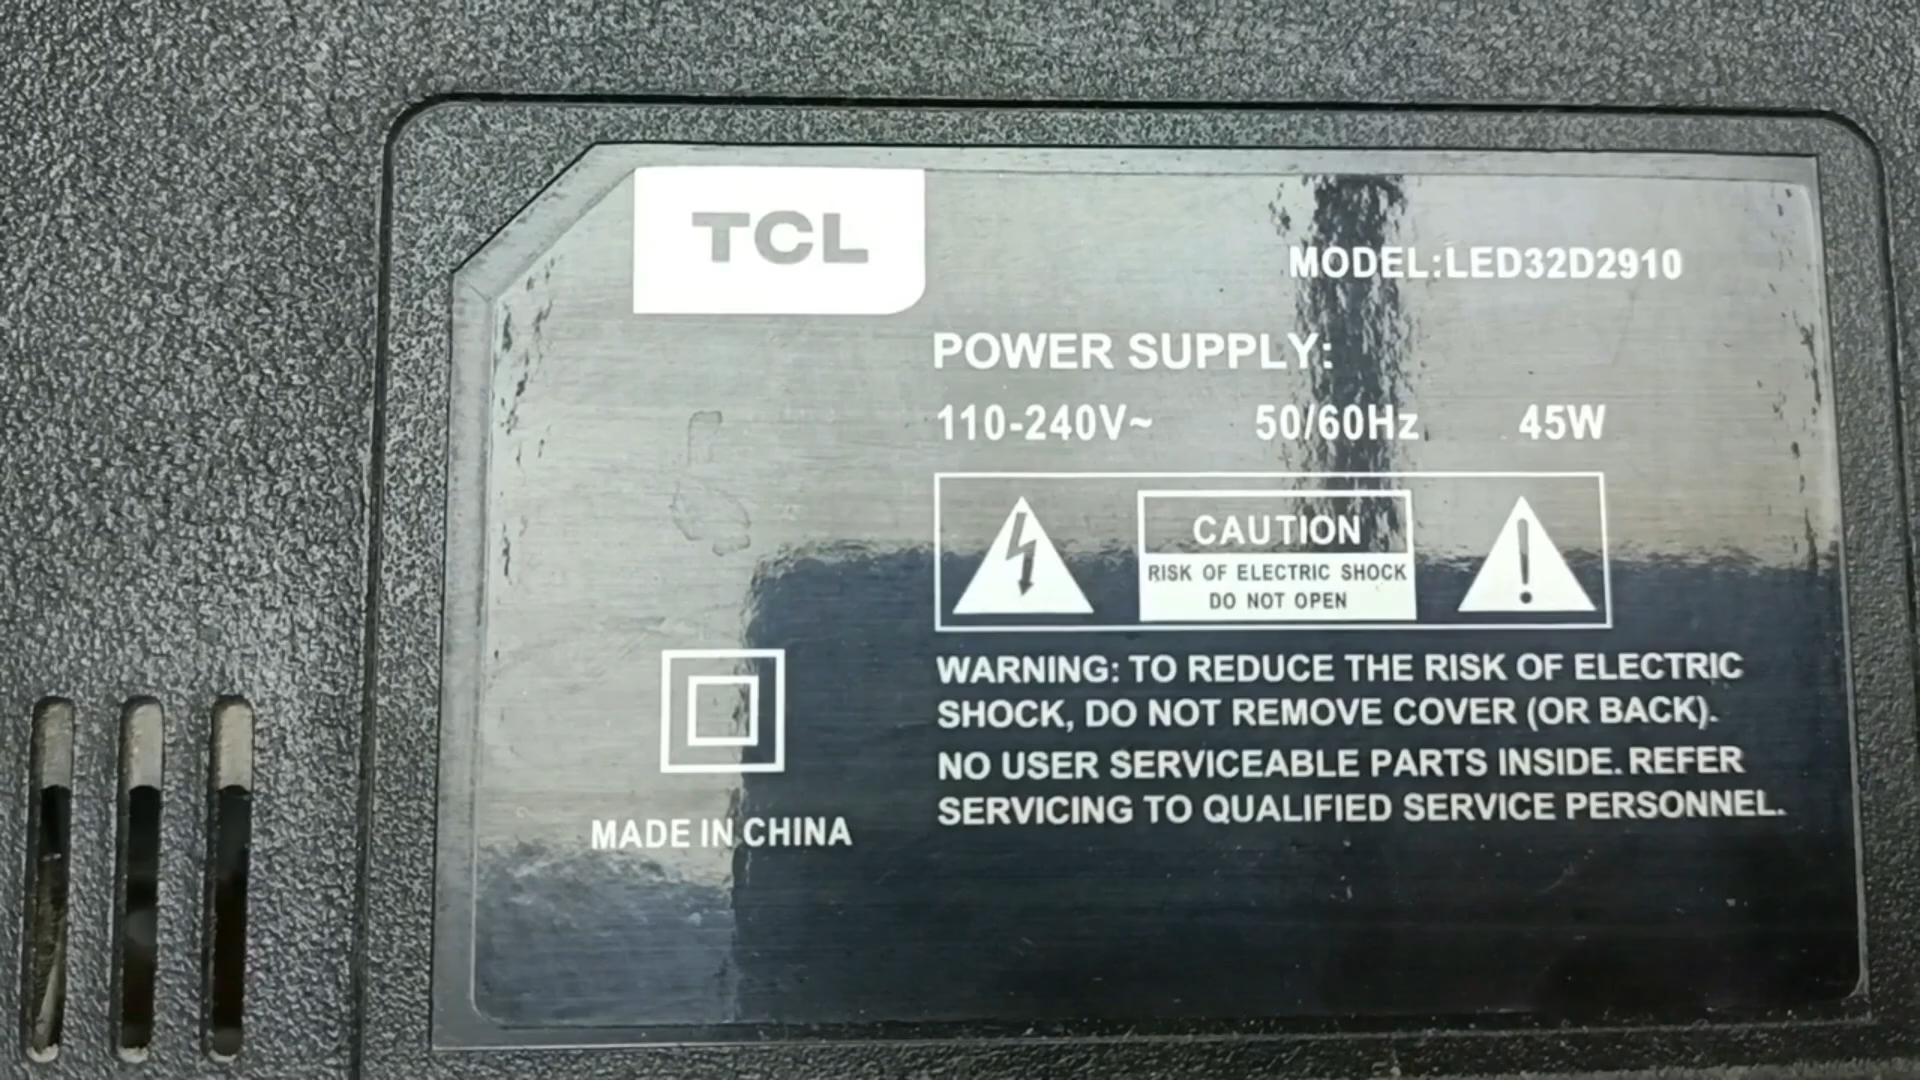 TCL
MODEL:LED32D2910
POWER SUPPLY:
110-240V~ 50/60Hz 45W
CAUTION
RISK OF ELECTRIC SHOCK
DO NOT OPEN
WARNING: TO REDUCE THE RISK OF ELECTRIC
SHOCK, DO NOT REMOVE COVER (OR BACK).
NO USER SERVICEABLE PARTS INSIDE. REFER
SERVICING TO QUALIFIED SERVICE PERSONNEL.
MADE IN CHINA